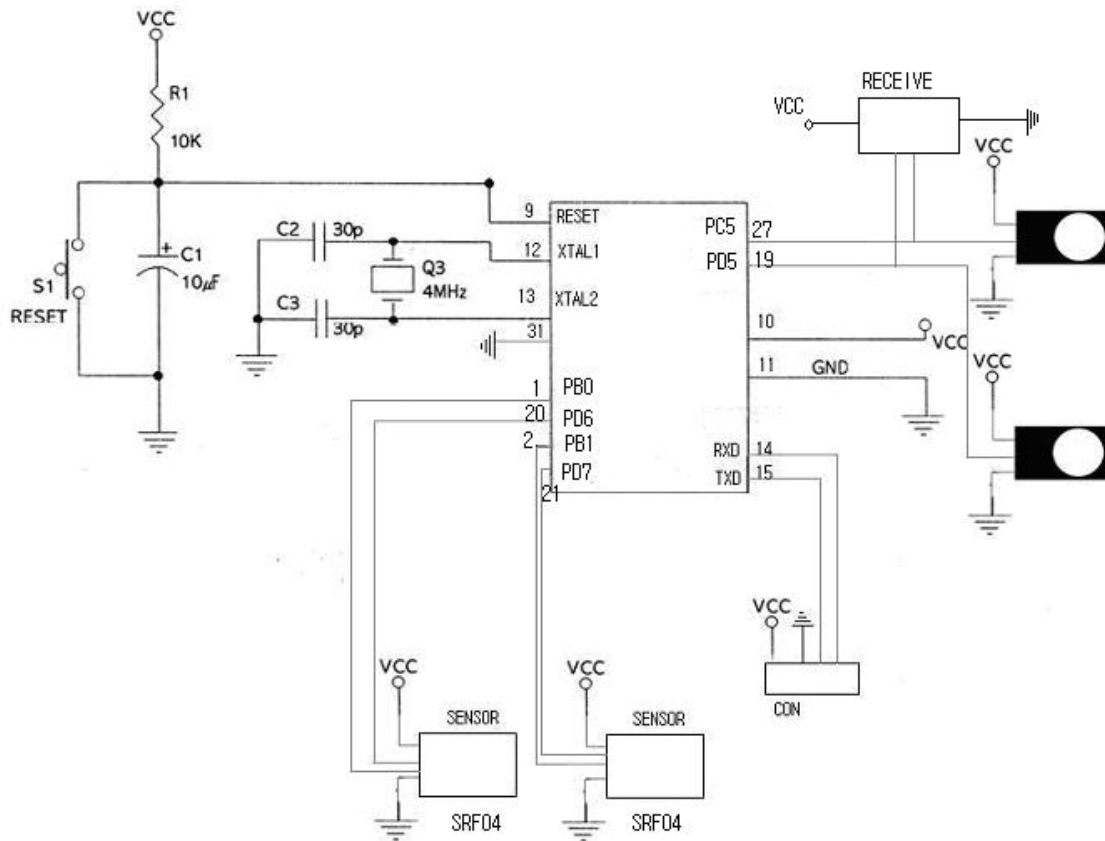 VCC
R1
10K
S1
RESET
C1
10µF
C2
30p
C3
30p
Q3
4MHz
9
RESET
12
XTAL1
13
XTAL2
31
1
PB0
20
PD6
2
PB1
PD7
21
PC5
27
PD5
19
10
VCC
11
GND
RXD
14
TXD
15
RECEIVE
VCC
VCC
VCC
VCC
CON
VCC
SENSOR
SRF04
VCC
SENSOR
SRF04